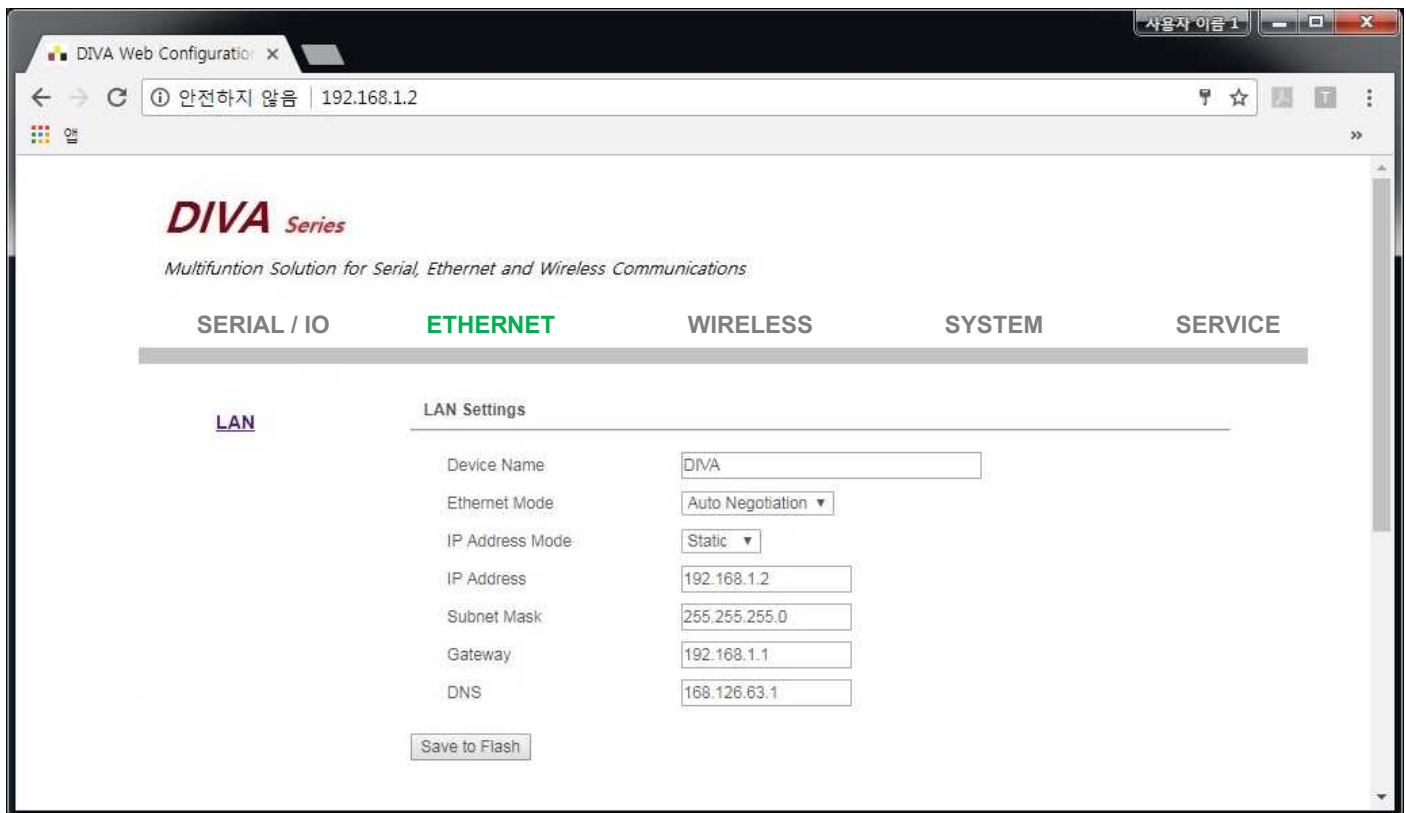 사용자 이름 1
DIVA Web Configuratio
안전하지 않음 | 192.168.1.2
앱
DIVA Series
Multifuntion Solution for Serial, Ethernet and Wireless Communications
SERIAL / IO ETHERNET WIRELESS SYSTEM SERVICE
LAN
LAN Settings
Device Name DIVA
Ethernet Mode Auto Negotiation
IP Address Mode Static
IP Address 192.168.1.2
Subnet Mask 255.255.255.0
Gateway 192.168.1.1
DNS 168.126.63.1
Save to Flash